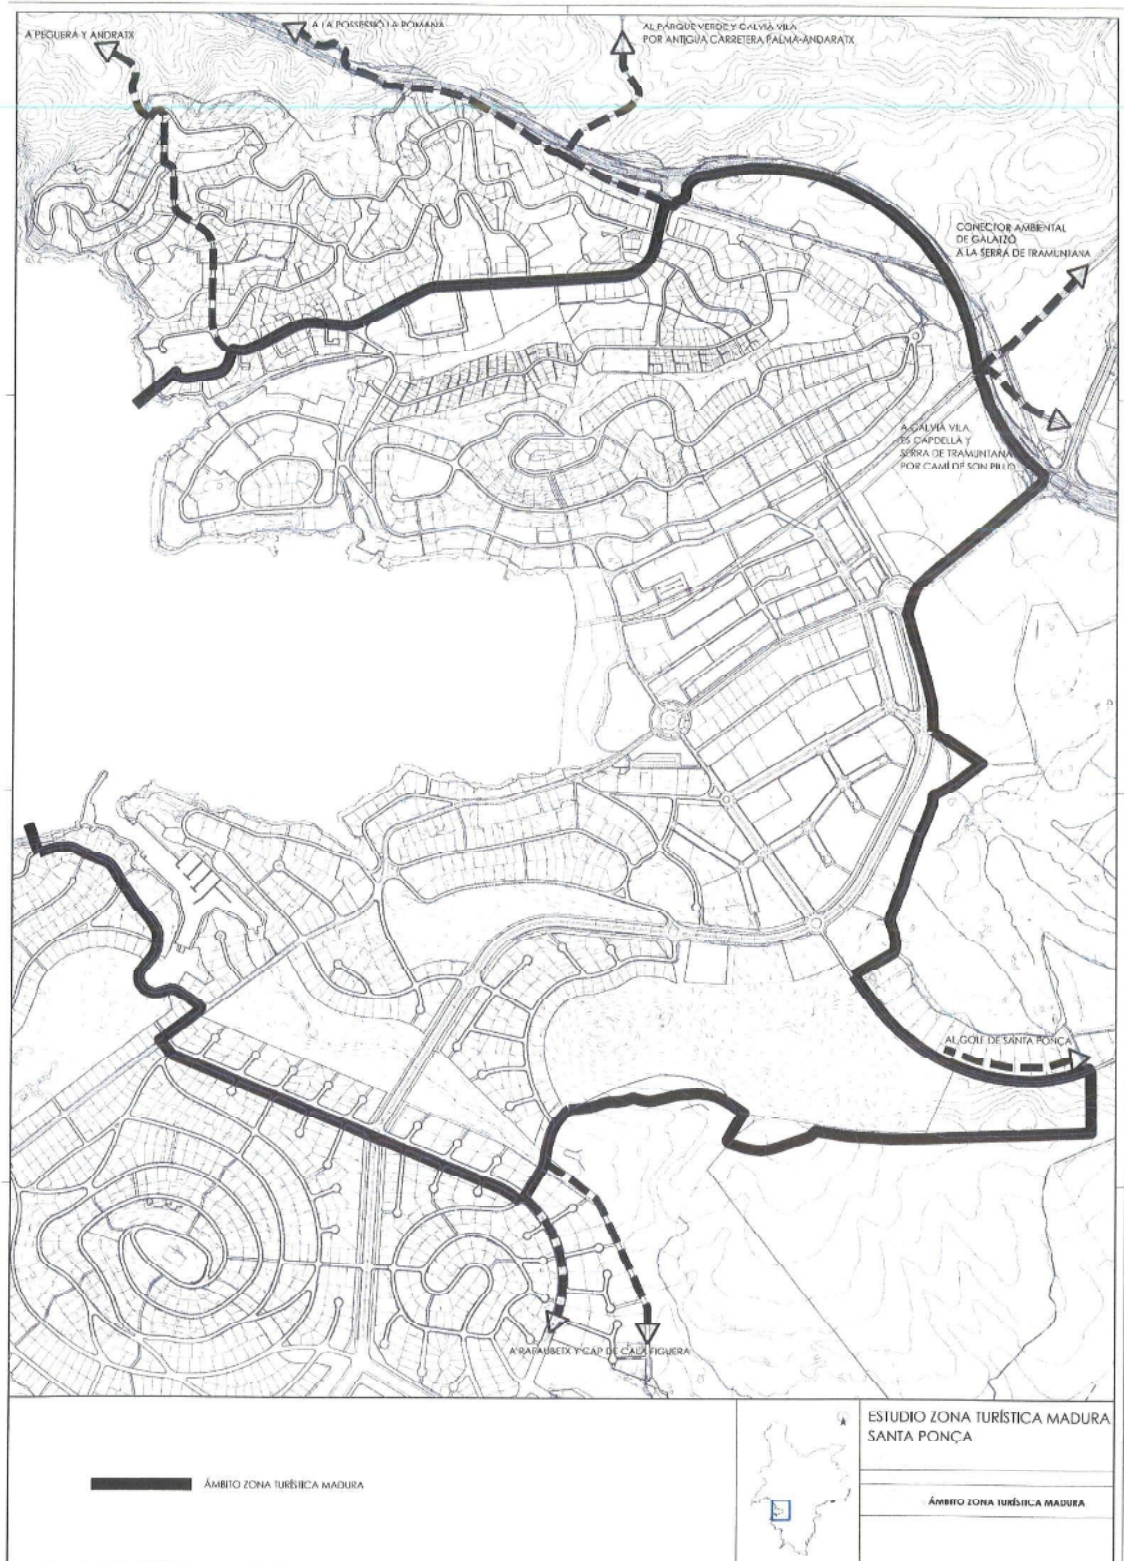 A PEGUERA Y ANDRATX
A LA POSSESSIÓ LA ROMANA
AL PARQUE VERDE Y CALVIÀ VILA
POR ANTIGUA CARRETERA PALMA-ANDARATX
CONECTOR AMBIENTAL
DE GALATZÓ
A LA SERRA DE TRAMUNTANA
A CALVIÀ VILA,
ES CAPDELLÀ Y
SERRA DE TRAMUNTANA
POR CAMÍ DE SON PILLO
AL GOLF DE SANTA PONÇA
A RAFAUBETX Y CAP DE CALA FIGUERA
ÁMBITO ZONA TURÍSTICA MADURA
ESTUDIO ZONA TURÍSTICA MADURA
SANTA PONÇA
ÁMBITO ZONA TURÍSTICA MADURA